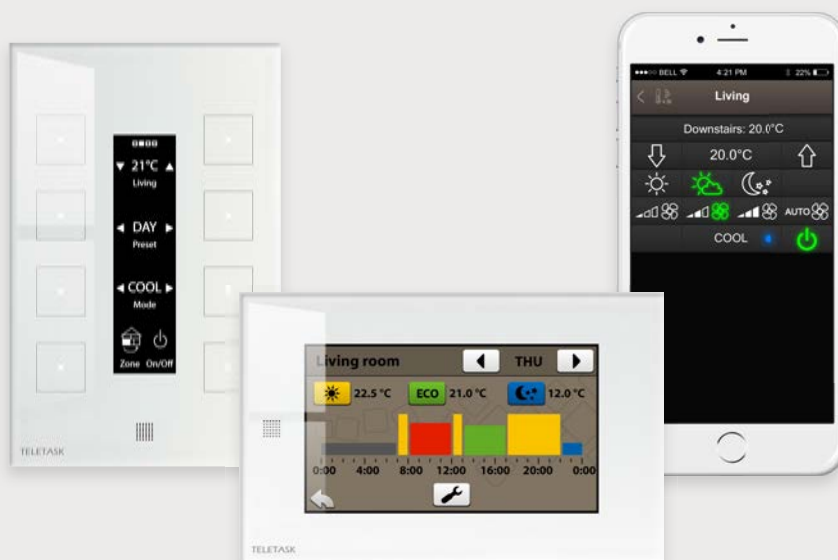 21°C
Living
DAY
Preset
COOL
Mode
Zone On/Off
TELETASK
BELL 4:21 PM 22%
Living
Downstairs: 20.0°C
20.0°C
AUTO
COOL
Living room THU
22.5 °C ECO 21.0 °C 12.0 °C
0:00 4:00 8:00 12:00 16:00 20:00 0:00
TELETASK